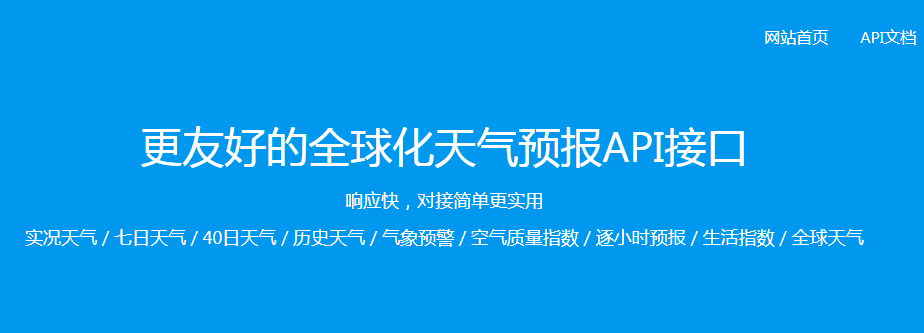 网站首页 API文档
更友好的全球化天气预报API接口
响应快，对接简单更实用
实况天气 / 七日天气 / 40日天气 / 历史天气 / 气象预警 / 空气质量指数 / 逐小时预报 / 生活指数 / 全球天气